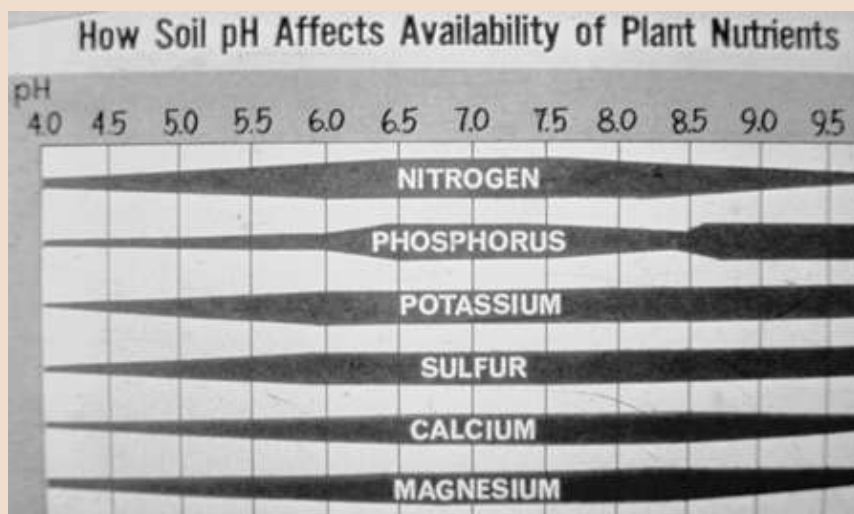 How Soil pH Affects Availability of Plant Nutrients
pH
4.0 4.5 5.0 5.5 6.0 6.5 7.0 7.5 8.0 8.5 9.0 9.5
NITROGEN
PHOSPHORUS
POTASSIUM
SULFUR
CALCIUM
MAGNESIUM